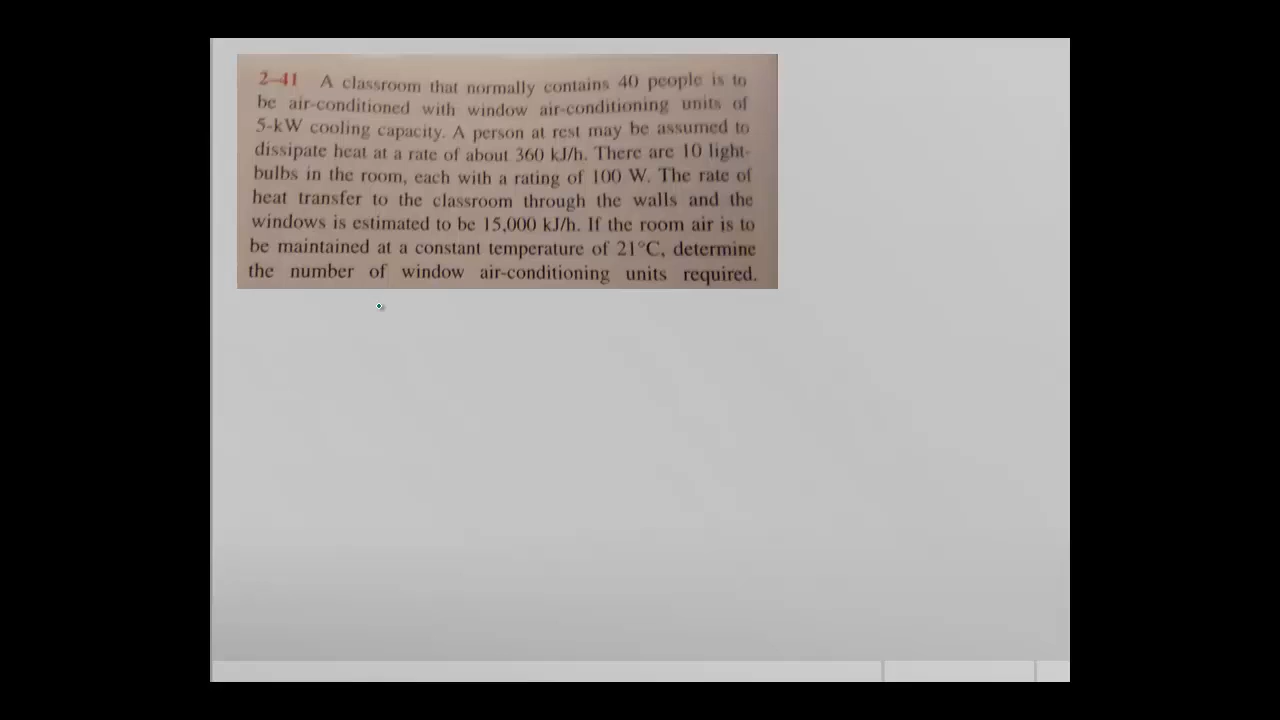 2–41 A classroom that normally contains 40 people is to
be air-conditioned with window air-conditioning units of
5-kW cooling capacity. A person at rest may be assumed to
dissipate heat at a rate of about 360 kJ/h. There are 10 light-
bulbs in the room, each with a rating of 100 W. The rate of
heat transfer to the classroom through the walls and the
windows is estimated to be 15,000 kJ/h. If the room air is to
be maintained at a constant temperature of 21°C, determine
the number of window air-conditioning units required.